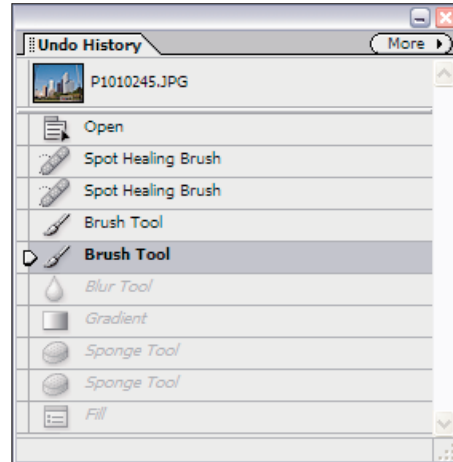 Undo History
More
P1010245.JPG
Open
Spot Healing Brush
Spot Healing Brush
Brush Tool
Brush Tool
Blur Tool
Gradient
Sponge Tool
Sponge Tool
Fill